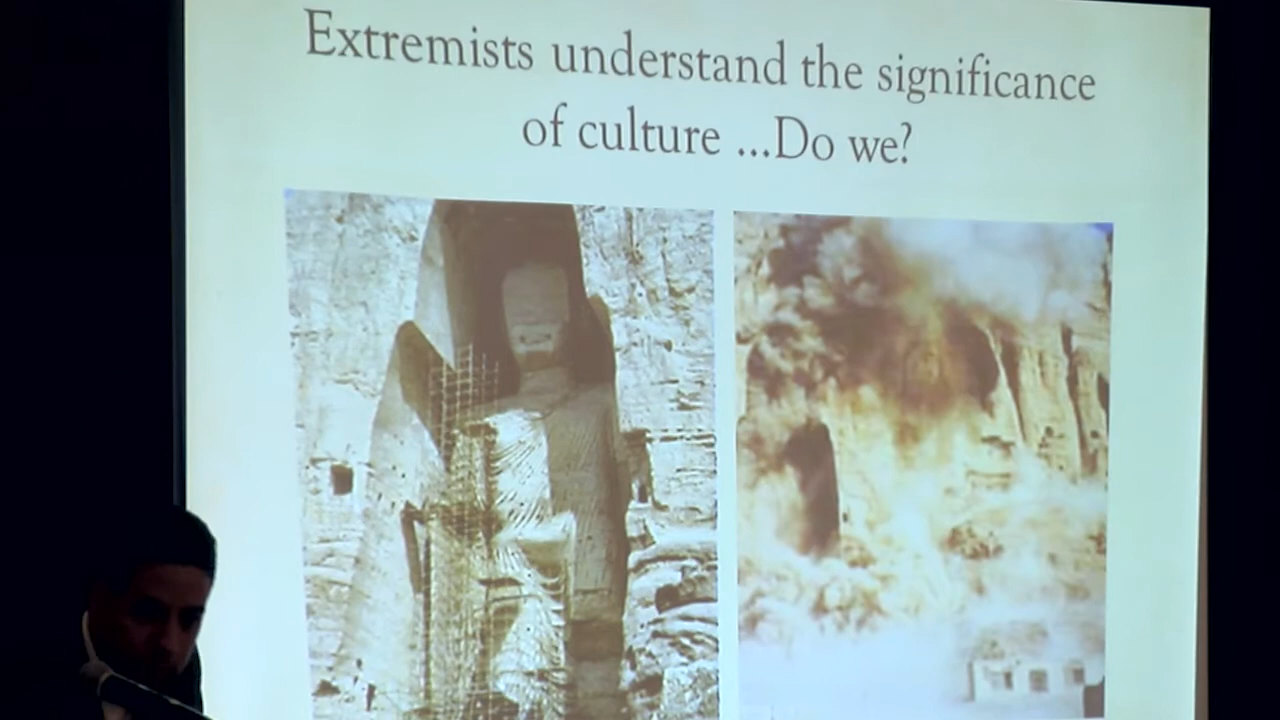 Extremists understand the significance
of culture ...Do we?